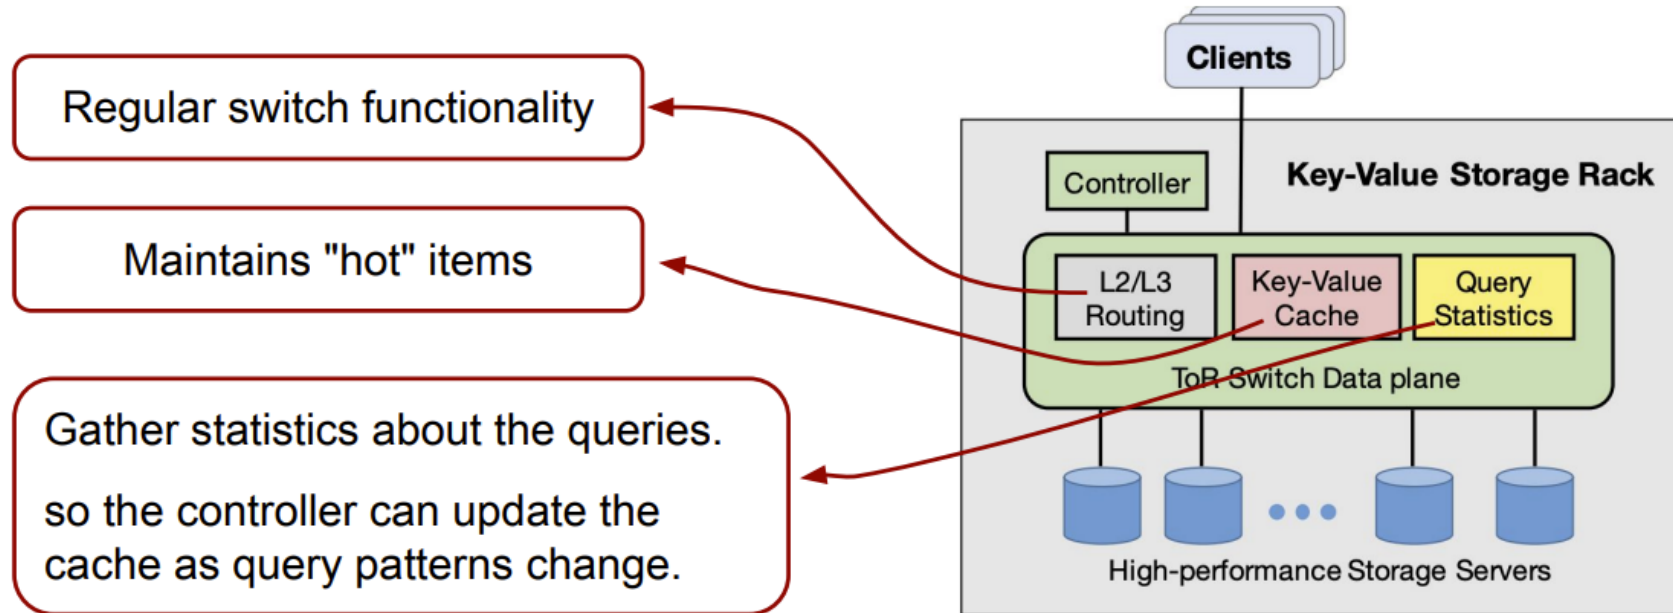 Regular switch functionality
Maintains "hot" items
Gather statistics about the queries.
so the controller can update the
cache as query patterns change.
Clients
Key-Value Storage Rack
Controller
L2/L3
Routing
Key-Value
Cache
Query
Statistics
ToR Switch Data plane
High-performance Storage Servers